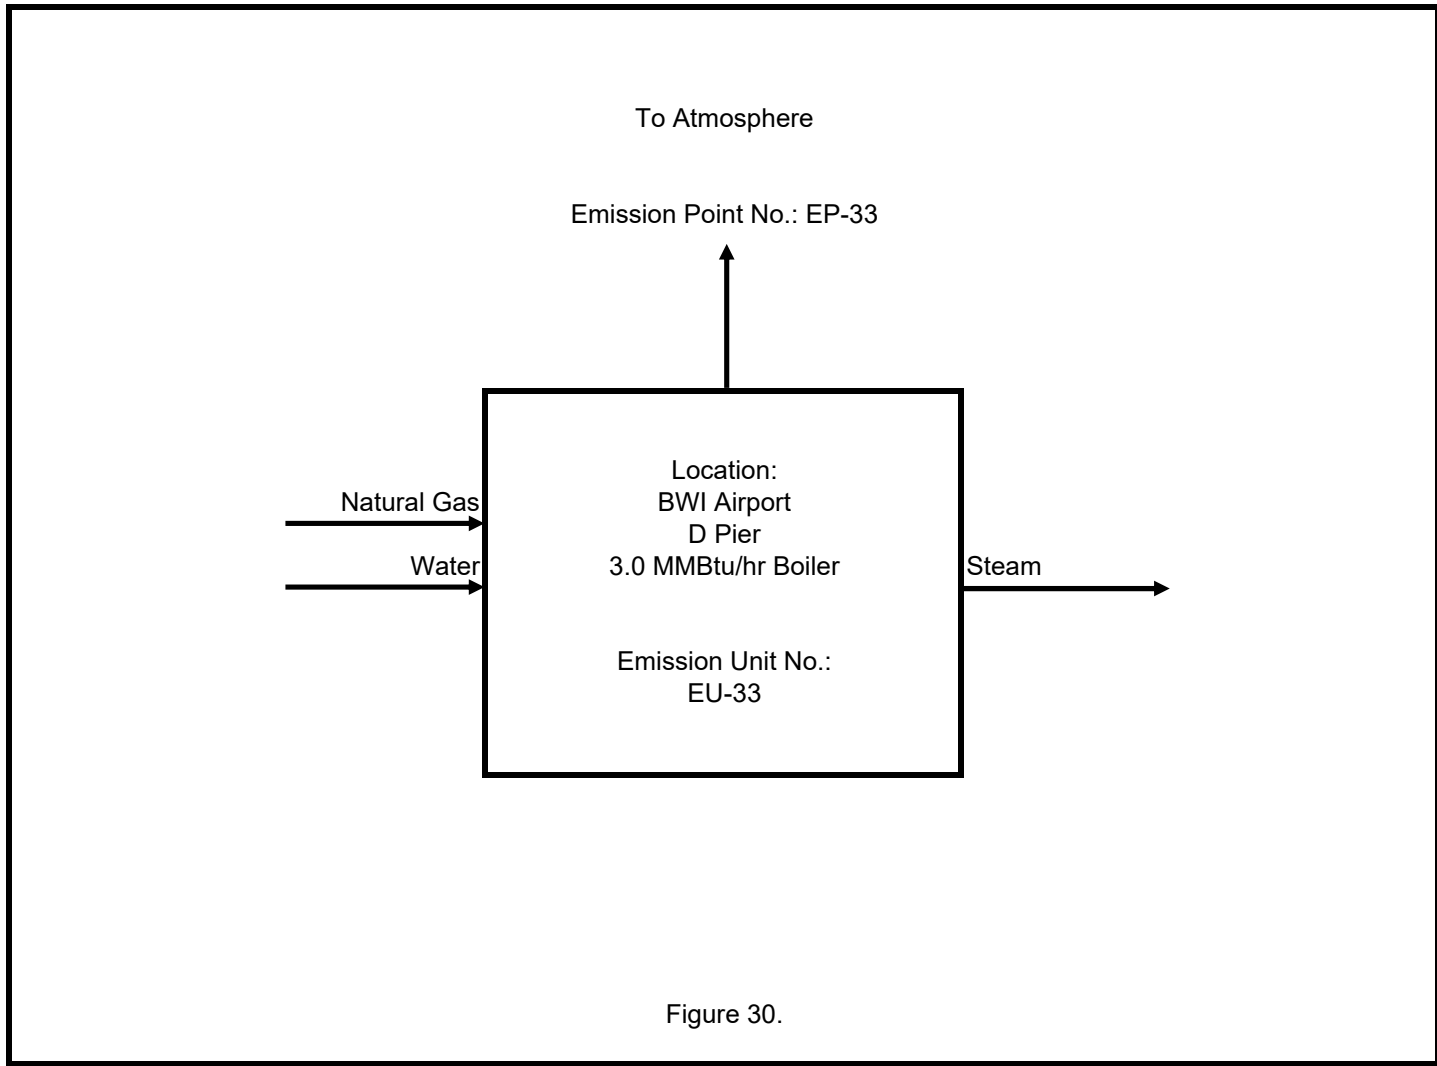 To Atmosphere
Emission Point No.: EP-33
Location:
Natural Gas
BWI Airport
D Pier
Water
3.0 MMBtu/hr Boiler
Steam
Emission Unit No.:
EU-33
Figure 30.